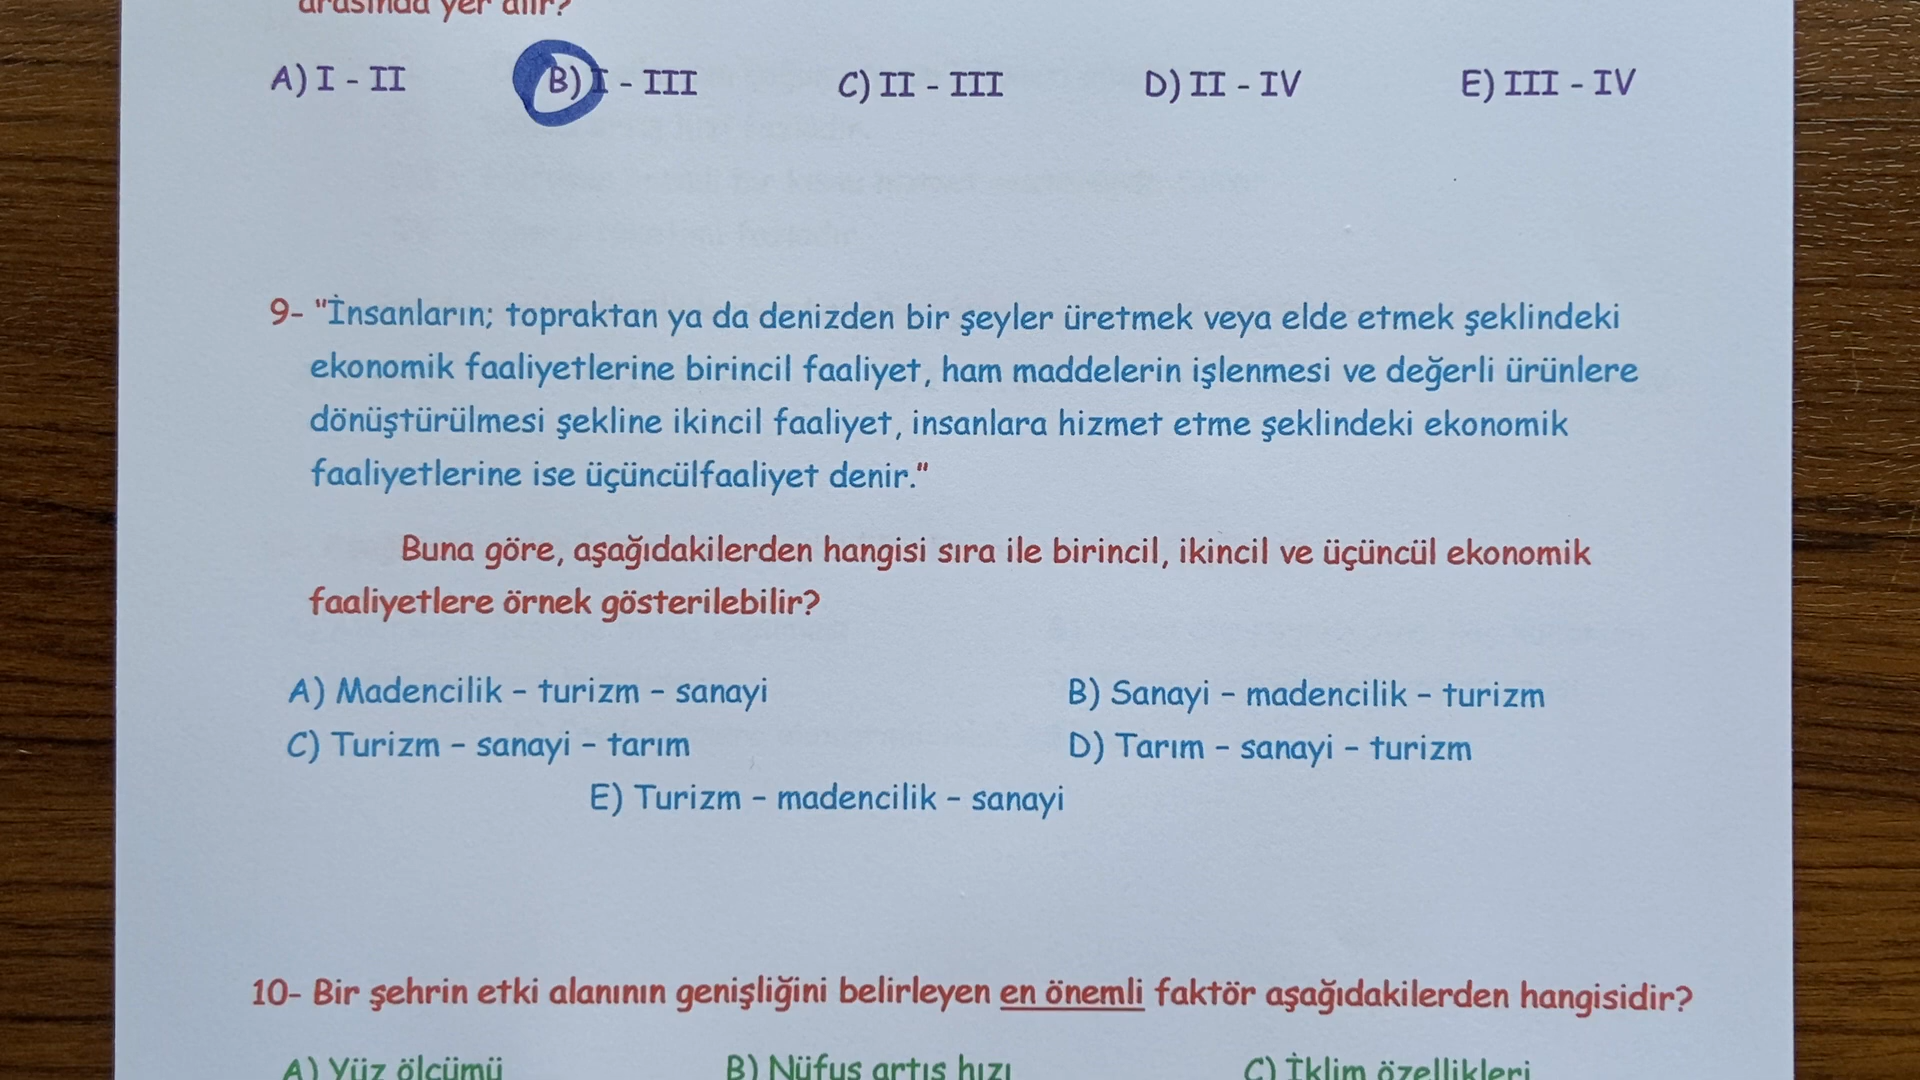 arasında yer alır?
A) I - II B) I - III C) II - III D) II - IV E) III - IV
9- "İnsanların; topraktan ya da denizden bir şeyler üretmek veya elde etmek şeklindeki
ekonomik faaliyetlerine birincil faaliyet, ham maddelerin işlenmesi ve değerli ürünlere
dönüştürülmesi şekline ikincil faaliyet, insanlara hizmet etme şeklindeki ekonomik
faaliyetlerine ise üçüncülfaaliyet denir."
Buna göre, aşağıdakilerden hangisi sıra ile birincil, ikincil ve üçüncül ekonomik
faaliyetlere örnek gösterilebilir?
A) Madencilik - turizm - sanayi B) Sanayi - madencilik - turizm
C) Turizm - sanayi - tarım D) Tarım - sanayi - turizm
E) Turizm - madencilik - sanayi
10- Bir şehrin etki alanının genişliğini belirleyen en önemli faktör aşağıdakilerden hangisidir?
A) Yüz ölçümü B) Nüfus artış hızı C) İklim özellikleri